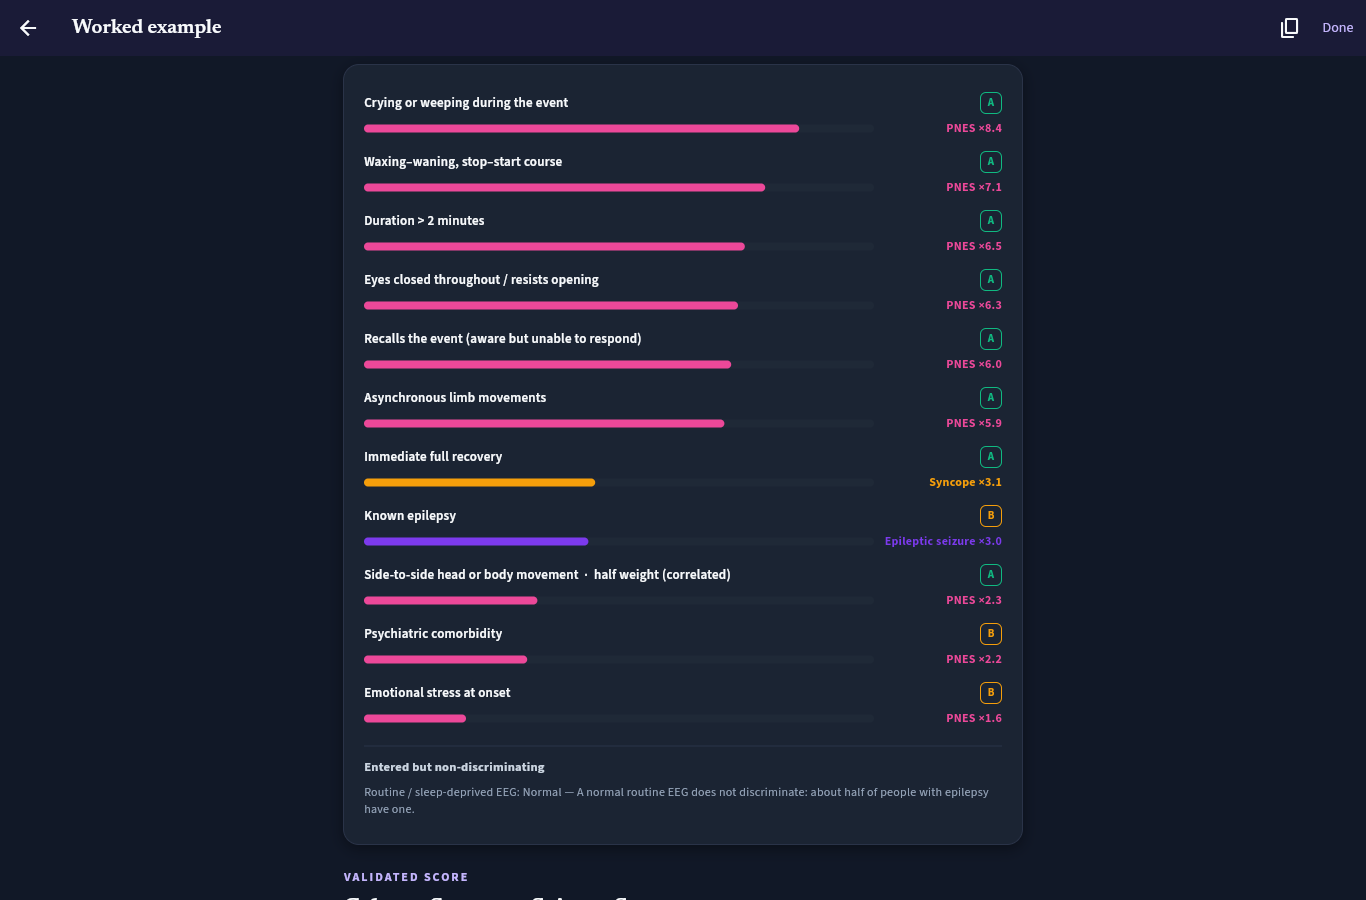 Worked example
Done
Crying or weeping during the event
A
PNES ×8.4
Waxing–waning, stop–start course
A
PNES ×7.1
Duration > 2 minutes
A
PNES ×6.5
Eyes closed throughout / resists opening
A
PNES ×6.3
Recalls the event (aware but unable to respond)
A
PNES ×6.0
Asynchronous limb movements
A
PNES ×5.9
Immediate full recovery
A
Syncope ×3.1
Known epilepsy
B
Epileptic seizure ×3.0
Side-to-side head or body movement · half weight (correlated)
A
PNES ×2.3
Psychiatric comorbidity
B
PNES ×2.2
Emotional stress at onset
B
PNES ×1.6
Entered but non-discriminating
Routine / sleep-deprived EEG: Normal — A normal routine EEG does not discriminate: about half of people with epilepsy
have one.
VALIDATED SCORE